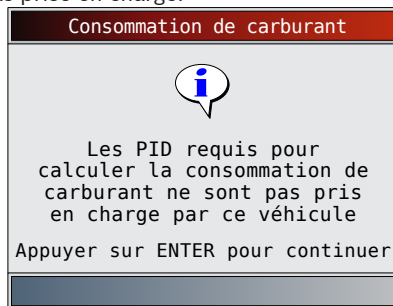 Consommation de carburant
i
Les PID requis pour
calculer la consommation de
carburant ne sont pas pris
en charge par ce véhicule
Appuyer sur ENTER pour continuer